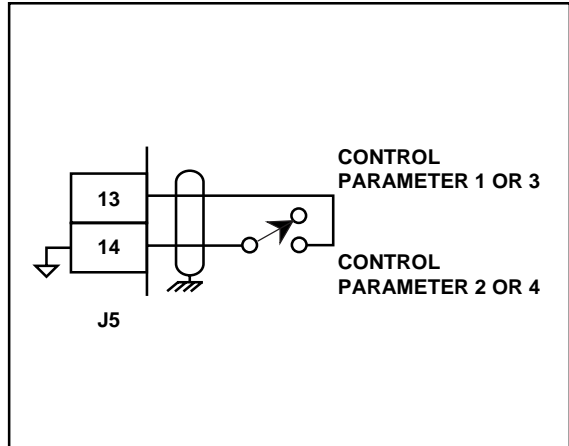 CONTROL
PARAMETER 1 OR 3
13
14
CONTROL
PARAMETER 2 OR 4
J5